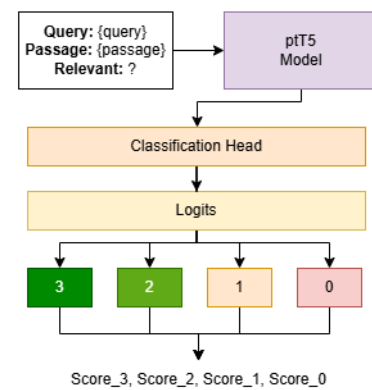 Query: {query}
Passage: {passage}
Relevant: ?
ptT5
Model
Classification Head
Logits
3
2
1
0
Score_3, Score_2, Score_1, Score_0